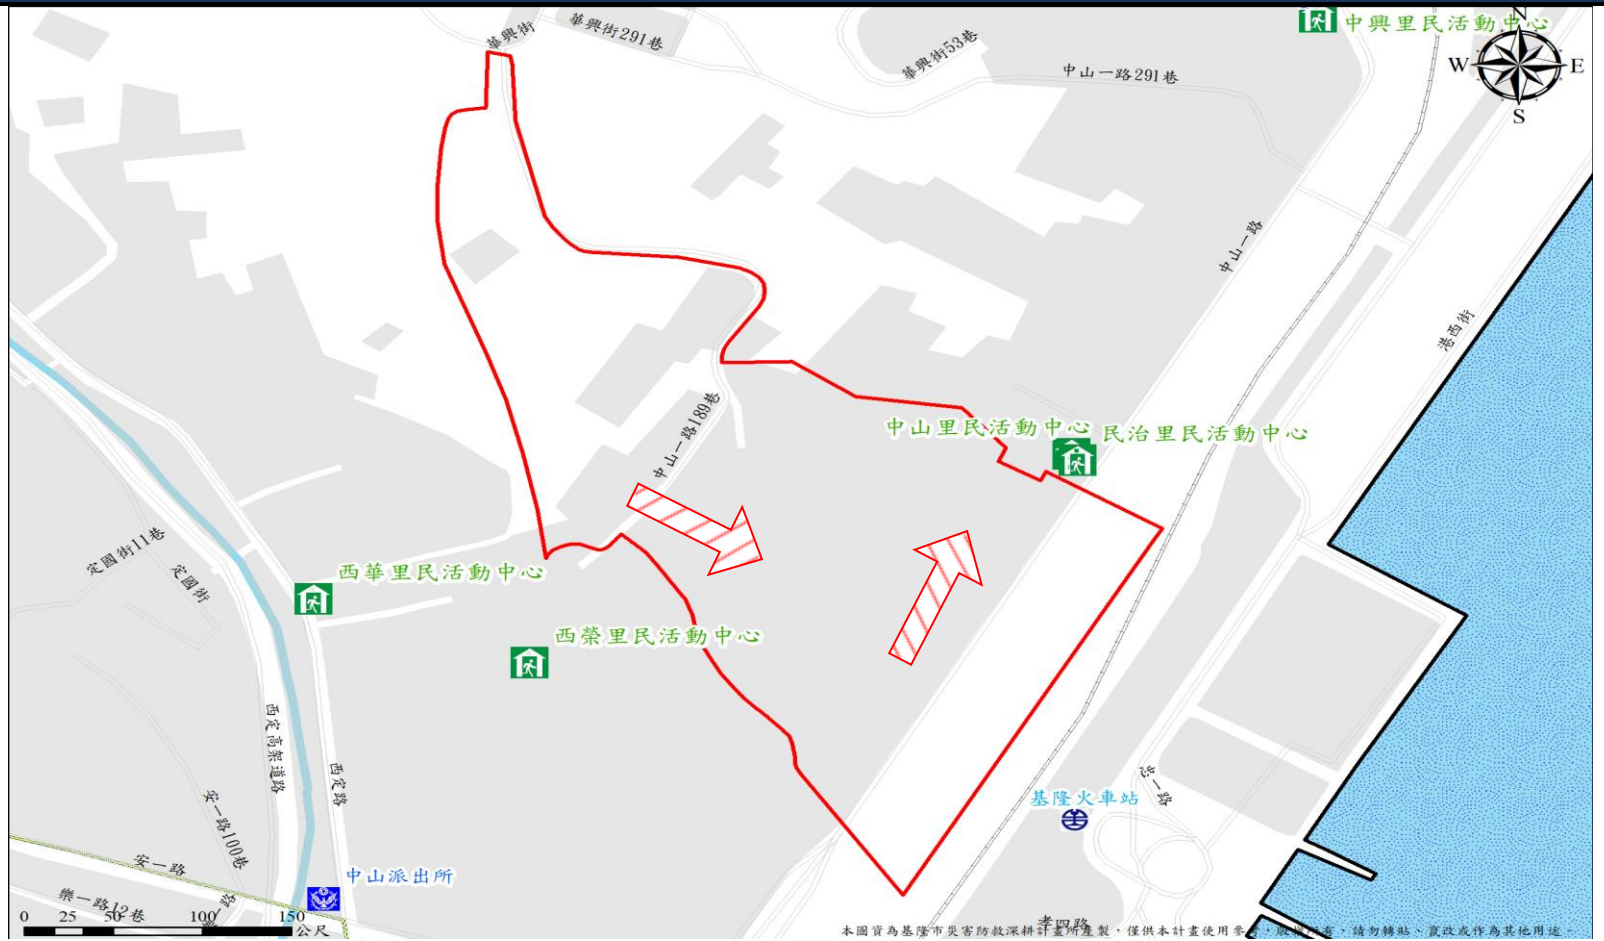 中興里民活動中心
N
W
E
S
華興街
華興街291巷
華興街53巷
中山一路291巷
中山一路
港西街
中山一路189巷
中山里民活動中心
民治里民活動中心
定國街11巷
定國街
西華里民活動中心
西榮里民活動中心
西定高架道路
西定路
安一路100巷
基隆火車站
安一路
中山派出所
樂一路12巷
0 25 50 100 150
公尺
孝四路
本圖資為基隆市災害防救深耕計畫所產製，僅供本計畫使用參
請勿轉貼、竄改或作為其他用途。